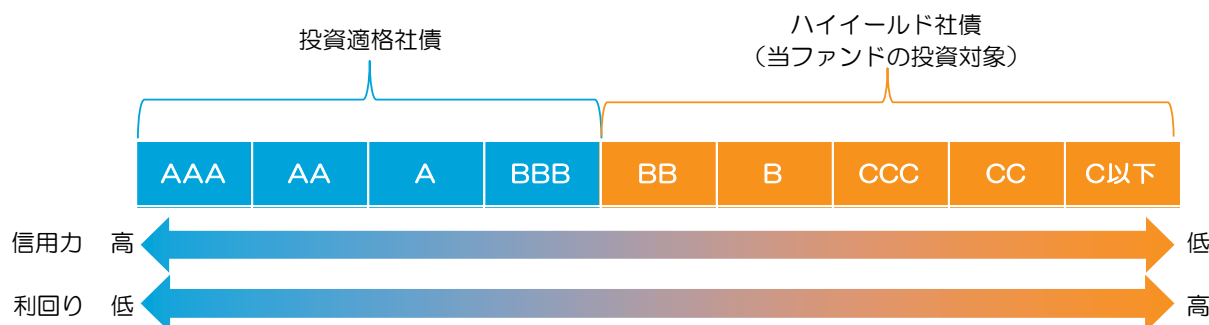 投資適格社債
ハイイールド社債
（当ファンドの投資対象）
AAA AA A BBB BB B CCC CC C以下
信用力 高 低
利回り 低 高